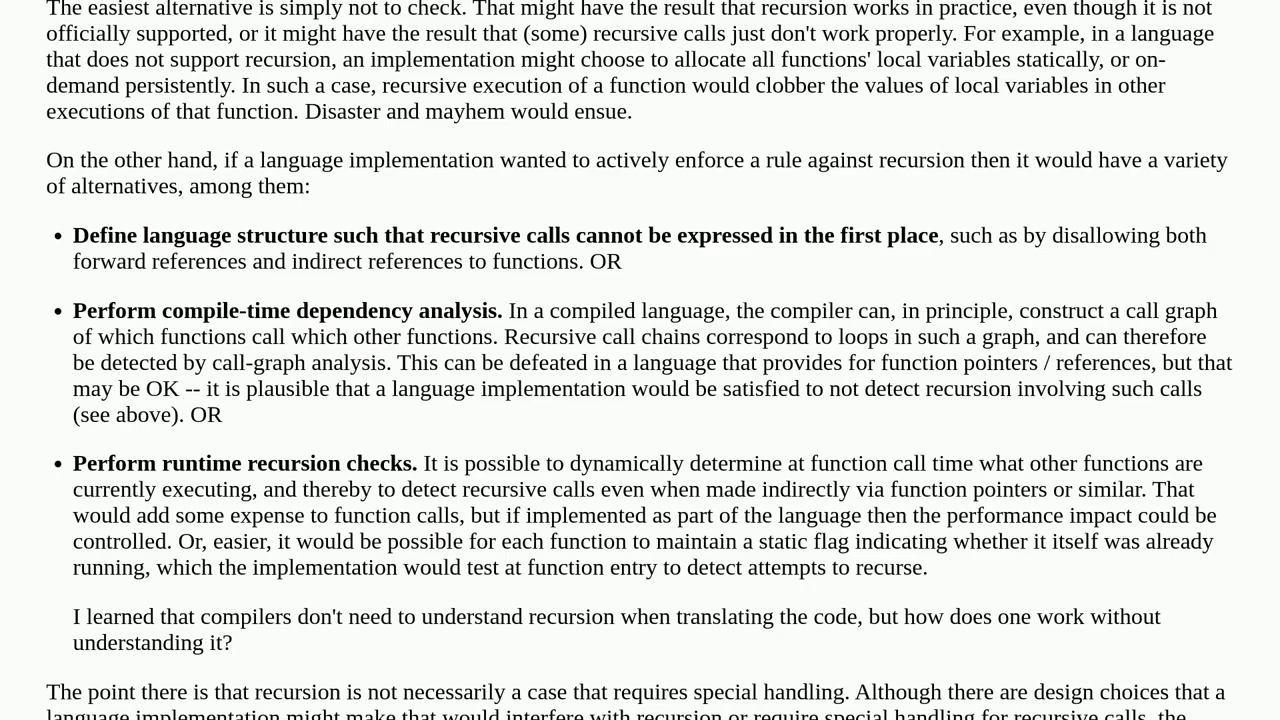 The easiest alternative is simply not to check. That might have the result that recursion works in practice, even though it is not
officially supported, or it might have the result that (some) recursive calls just don't work properly. For example, in a language
that does not support recursion, an implementation might choose to allocate all functions' local variables statically, or on-
demand persistently. In such a case, recursive execution of a function would clobber the values of local variables in other
executions of that function. Disaster and mayhem would ensue.
On the other hand, if a language implementation wanted to actively enforce a rule against recursion then it would have a variety
of alternatives, among them:
• Define language structure such that recursive calls cannot be expressed in the first place, such as by disallowing both
forward references and indirect references to functions. OR
• Perform compile-time dependency analysis. In a compiled language, the compiler can, in principle, construct a call graph
of which functions call which other functions. Recursive call chains correspond to loops in such a graph, and can therefore
be detected by call-graph analysis. This can be defeated in a language that provides for function pointers / references, but that
may be OK -- it is plausible that a language implementation would be satisfied to not detect recursion involving such calls
(see above). OR
• Perform runtime recursion checks. It is possible to dynamically determine at function call time what other functions are
currently executing, and thereby to detect recursive calls even when made indirectly via function pointers or similar. That
would add some expense to function calls, but if implemented as part of the language then the performance impact could be
controlled. Or, easier, it would be possible for each function to maintain a static flag indicating whether it itself was already
running, which the implementation would test at function entry to detect attempts to recurse.
I learned that compilers don't need to understand recursion when translating the code, but how does one work without
understanding it?
The point there is that recursion is not necessarily a case that requires special handling. Although there are design choices that a
language implementation might make that would interfere with recursion or require special handling for recursive calls, the